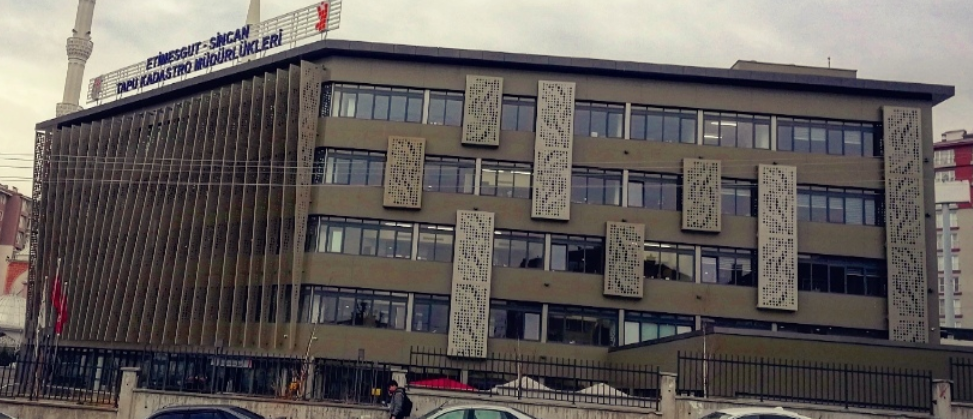 ETİMESGUT - SİNCAN
TAPU KADASTRO MÜDÜRLÜKLERİ